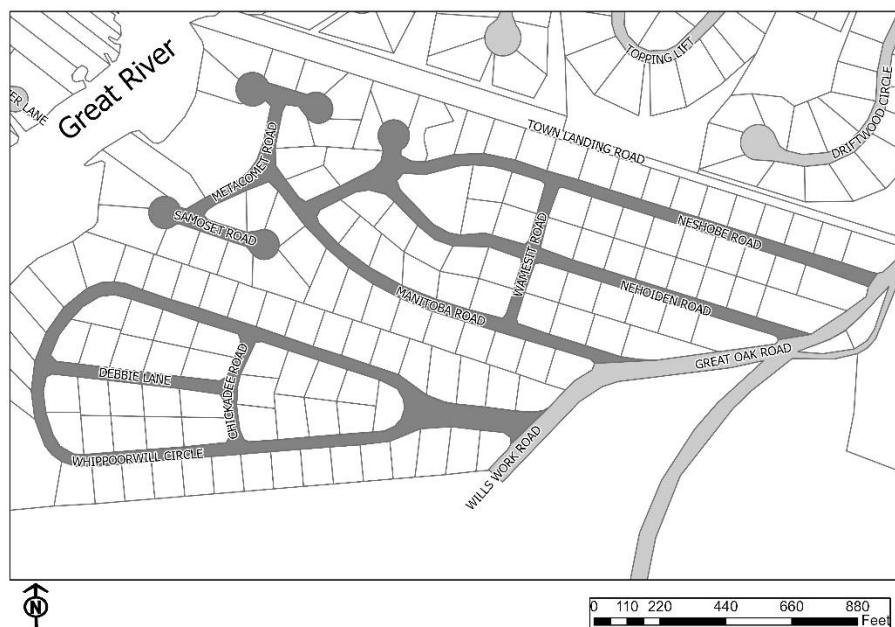 Great River
ER LANE
TOPPING LIFT
DRIFTWOOD CIRCLE
TOWN LANDING ROAD
METACOMET ROAD
SAMOSET ROAD
NESHOBE ROAD
WAMESIT ROAD
NEHOIDEN ROAD
MANITOBA ROAD
GREAT OAK ROAD
DEBBIE LANE
CHICKADEE ROAD
WHIPPOORWILL CIRCLE
WILLS WORK ROAD
N
0 110 220 440 660 880
Feet